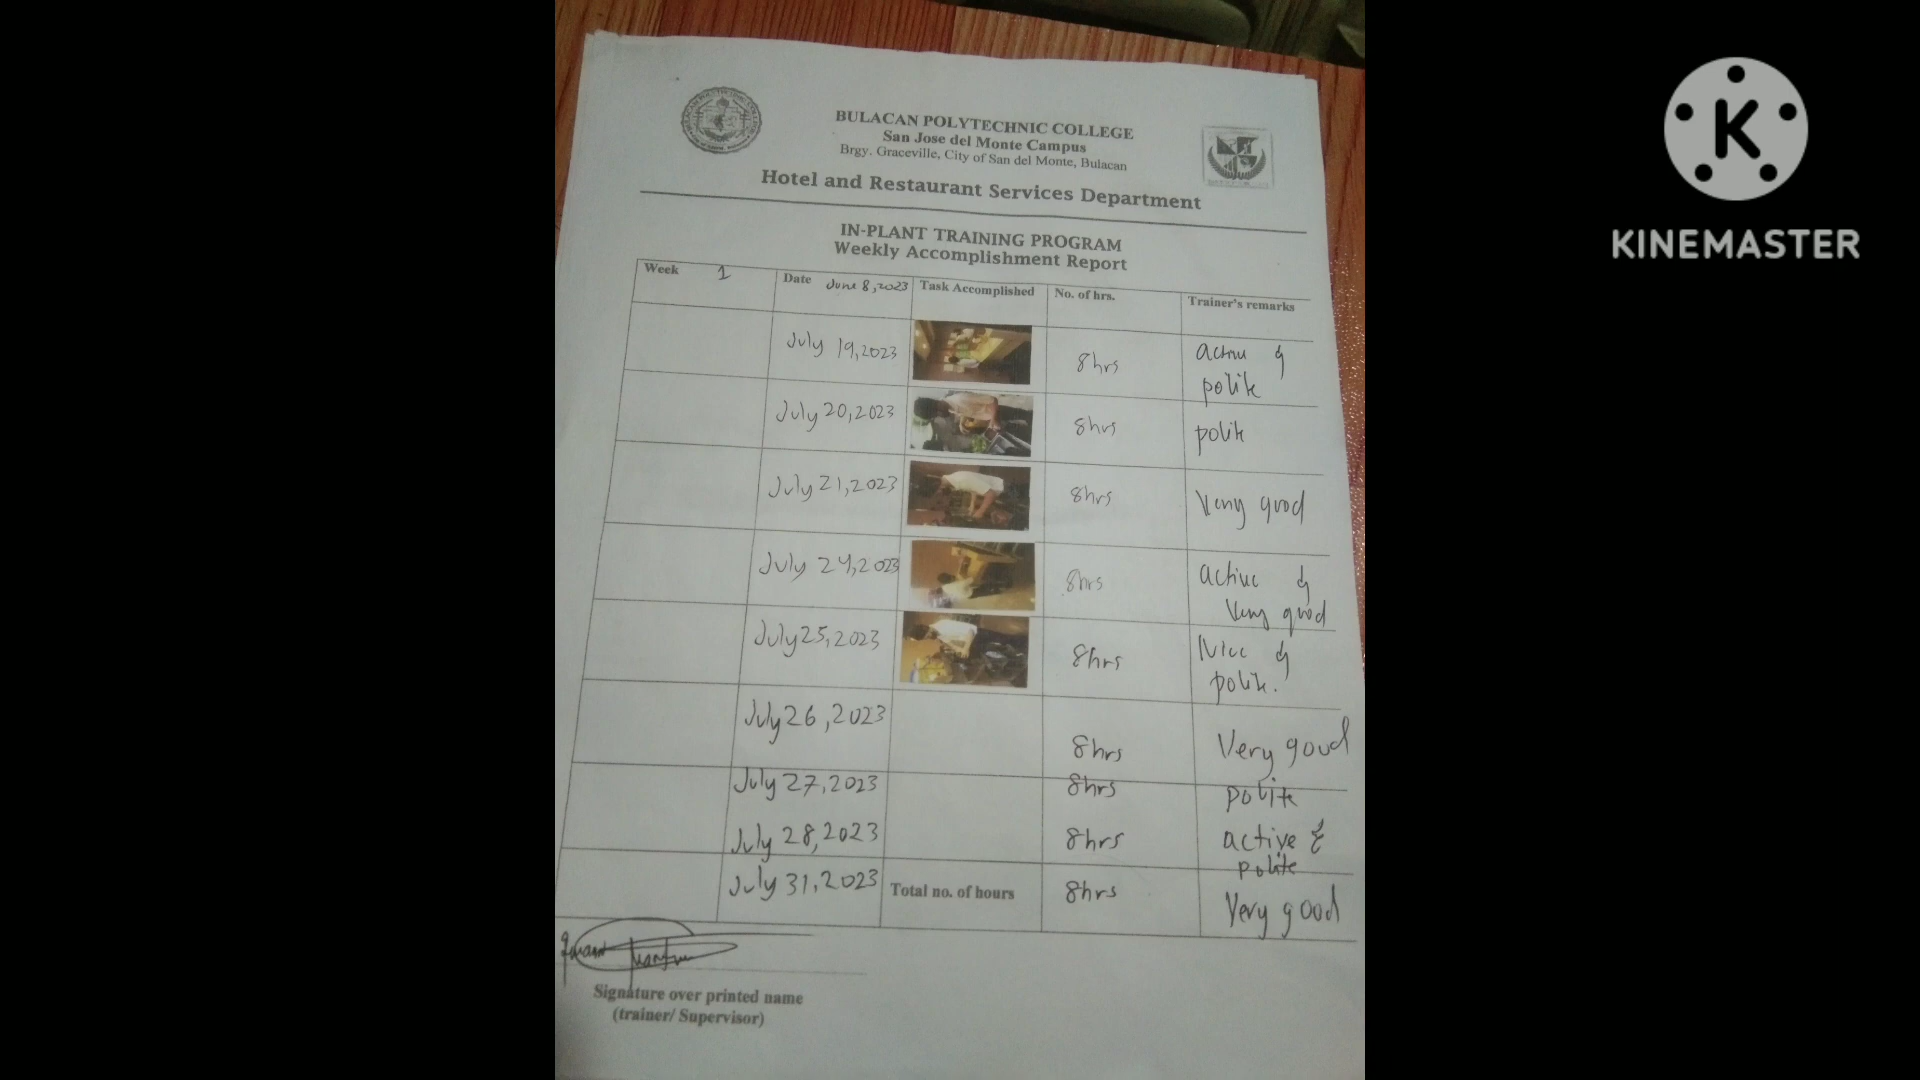 BULACAN POLYTECHNIC COLLEGE
San Jose del Monte Campus
Brgy. Graceville, City of San del Monte, Bulacan
Hotel and Restaurant Services Department
KINEMASTER
IN-PLANT TRAINING PROGRAM
Weekly Accomplishment Report
Week 1 Date June 8, 2023 Task Accomplished No. of hrs. Trainer's remarks
July 19, 2023 8hrs active &
polite
July 20, 2023 8hrs polite
July 21, 2023 8hrs Very good
July 24, 2023 8hrs active &
Very good
July 25, 2023 8hrs Nice &
polite.
July 26, 2023 8hrs Very good
July 27, 2023 8hrs polite
July 28, 2023 8hrs active &
polite
July 31, 2023 Total no. of hours 8hrs Very good
Signature over printed name
(trainer/ Supervisor)